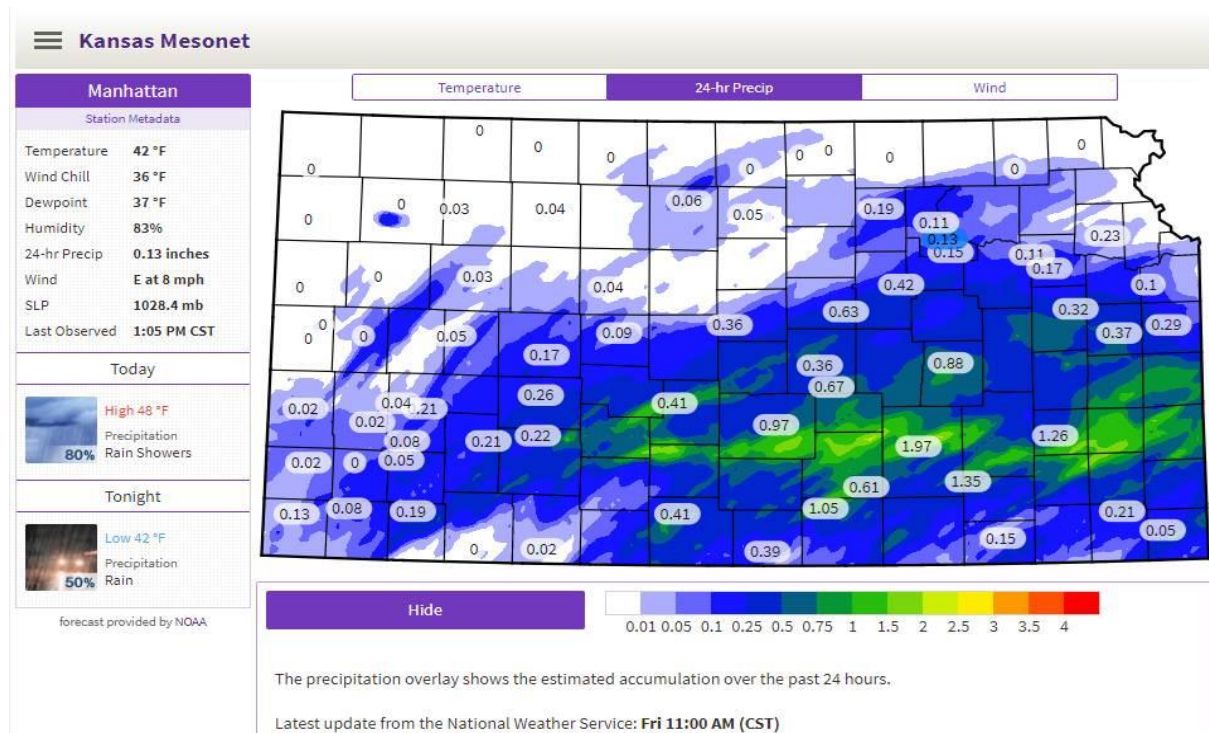 Kansas Mesonet
Manhattan
Station Metadata
Temperature 42 °F
Wind Chill 36 °F
Dewpoint 37 °F
Humidity 83%
24-hr Precip 0.13 inches
Wind E at 8 mph
SLP 1028.4 mb
Last Observed 1:05 PM CST
Today
High 48 °F
Precipitation
80% Rain Showers
Tonight
Low 42 °F
Precipitation
50% Rain
forecast provided by NOAA
Temperature 24-hr Precip Wind
0 0 0 0 0 0 0 0 0 0
0
0 0 0.03 0.04 0.06 0.05 0.19 0.11
0.13 0.23
0.15 0.11
0 0 0.03 0.04 0.42 0.17 0.1
0 0.63 0.32
0 0 0.05 0.09 0.36 0.37 0.29
0.17 0.36 0.88
0.26 0.67
0.02 0.04 0.21 0.41
0.02 0.97
0.08 0.21 0.22 1.97 1.26
0.02 0 0.05
0.61 1.35
0.13 0.08 0.19 0.41 1.05 0.21
0 0.02 0.39 0.15 0.05
Hide
0.01 0.05 0.1 0.25 0.5 0.75 1 1.5 2 2.5 3 3.5 4
The precipitation overlay shows the estimated accumulation over the past 24 hours.
Latest update from the National Weather Service: Fri 11:00 AM (CST)